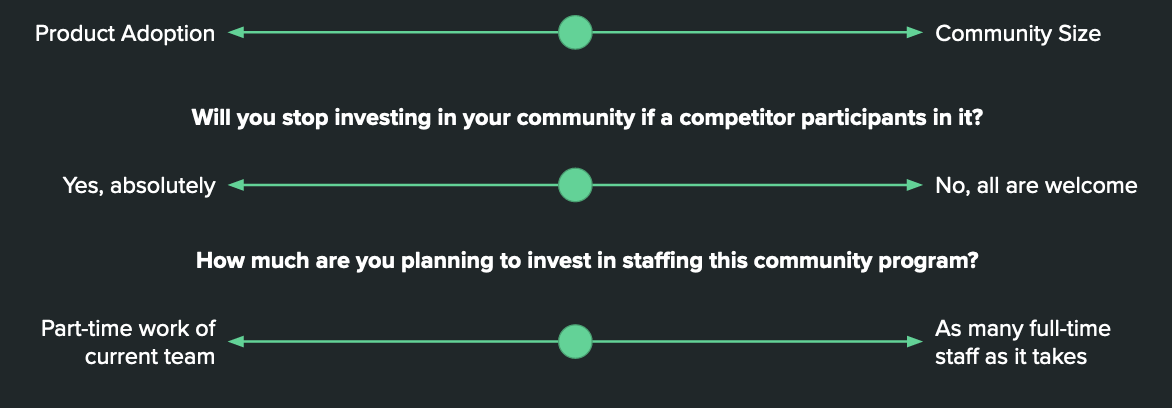 Product Adoption
Community Size
Will you stop investing in your community if a competitor participants in it?
Yes, absolutely
No, all are welcome
How much are you planning to invest in staffing this community program?
Part-time work of
current team
As many full-time
staff as it takes